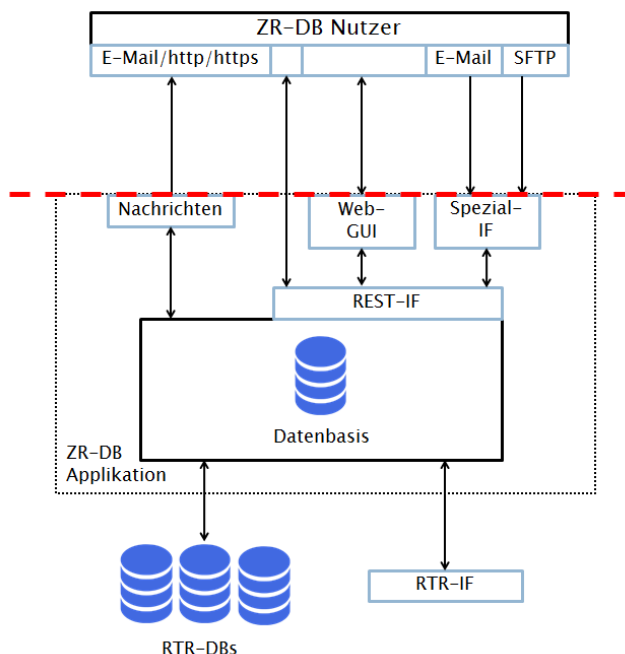 ZR-DB Nutzer
E-Mail/http/https
E-Mail
SFTP
Nachrichten
Web-
GUI
Spezial-
IF
REST-IF
Datenbasis
ZR-DB
Applikation
RTR-IF
RTR-DBs